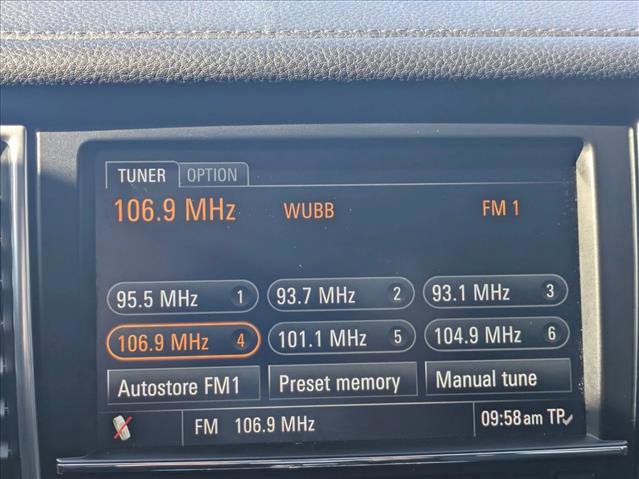 TUNER OPTION
106.9 MHz WUBB FM 1
95.5 MHz 1 93.7 MHz 2 93.1 MHz 3
106.9 MHz 4 101.1 MHz 5 104.9 MHz 6
Autostore FM1 Preset memory Manual tune
FM 106.9 MHz 09:58 am TP